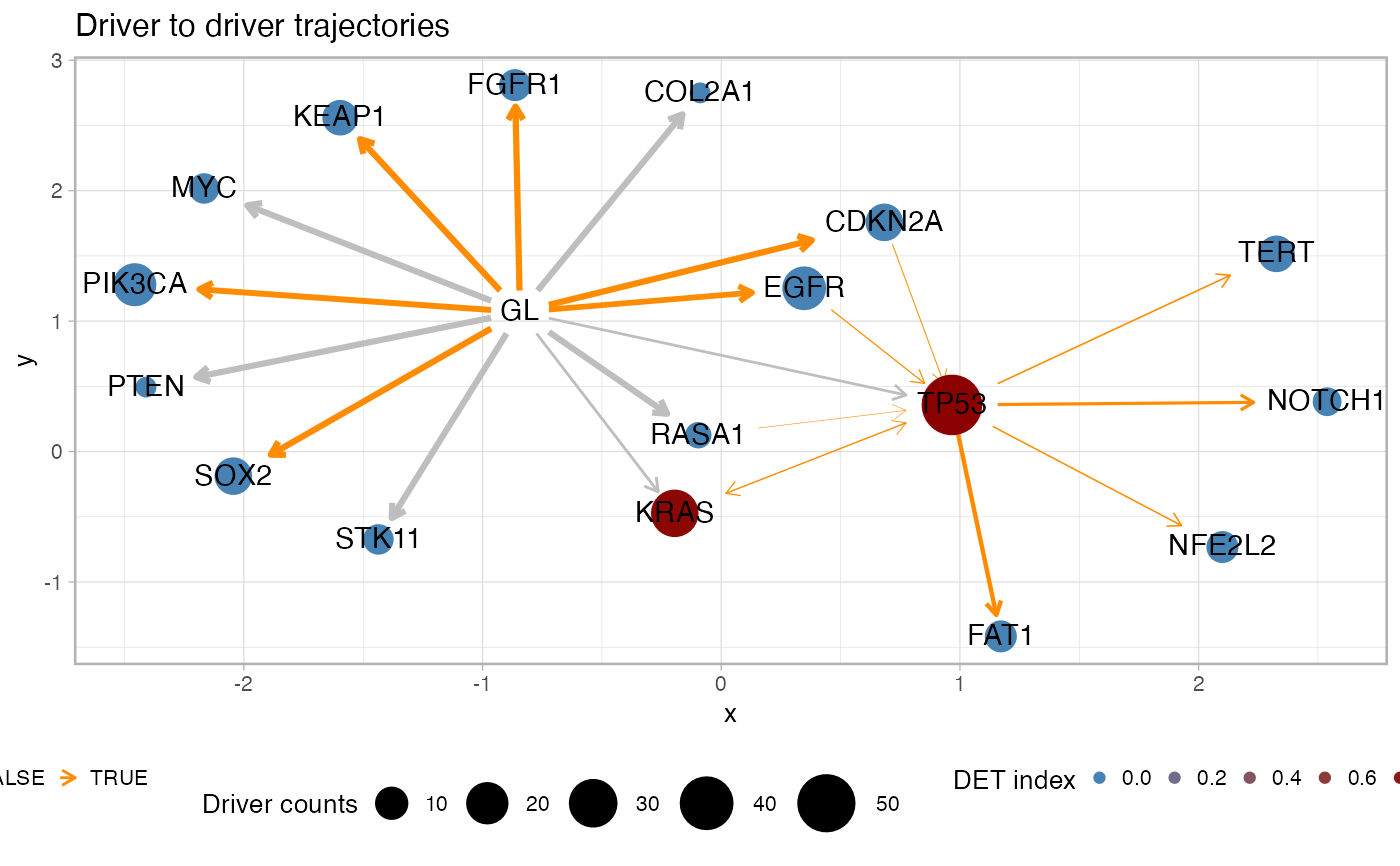 Driver to driver trajectories
3
2
1
0
-1
y
FGFR1
COL2A1
KEAP1
MYC
CDKN2A
TERT
PIK3CA
EGFR
GL
PTEN
TP53
NOTCH1
RASA1
SOX2
KRAS
STK11
NFE2L2
FAT1
-2 -1 0 1 2
x
ALSE TRUE
Driver counts 10 20 30 40 50
DET index 0.0 0.2 0.4 0.6